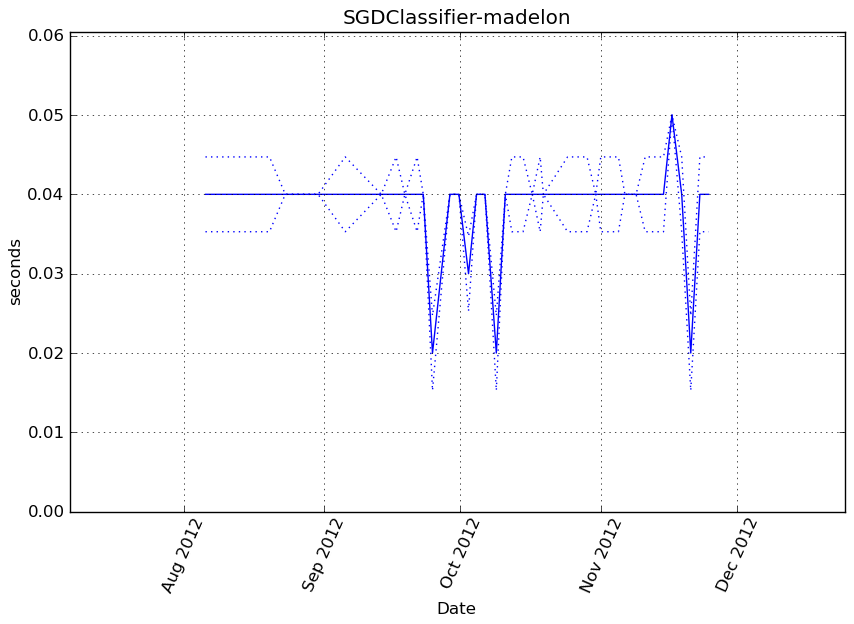 SGDClassifier-madelon
0.06
0.05
0.04
0.03
0.02
0.01
0.00
seconds
Aug 2012
Sep 2012
Oct 2012
Nov 2012
Dec 2012
Date